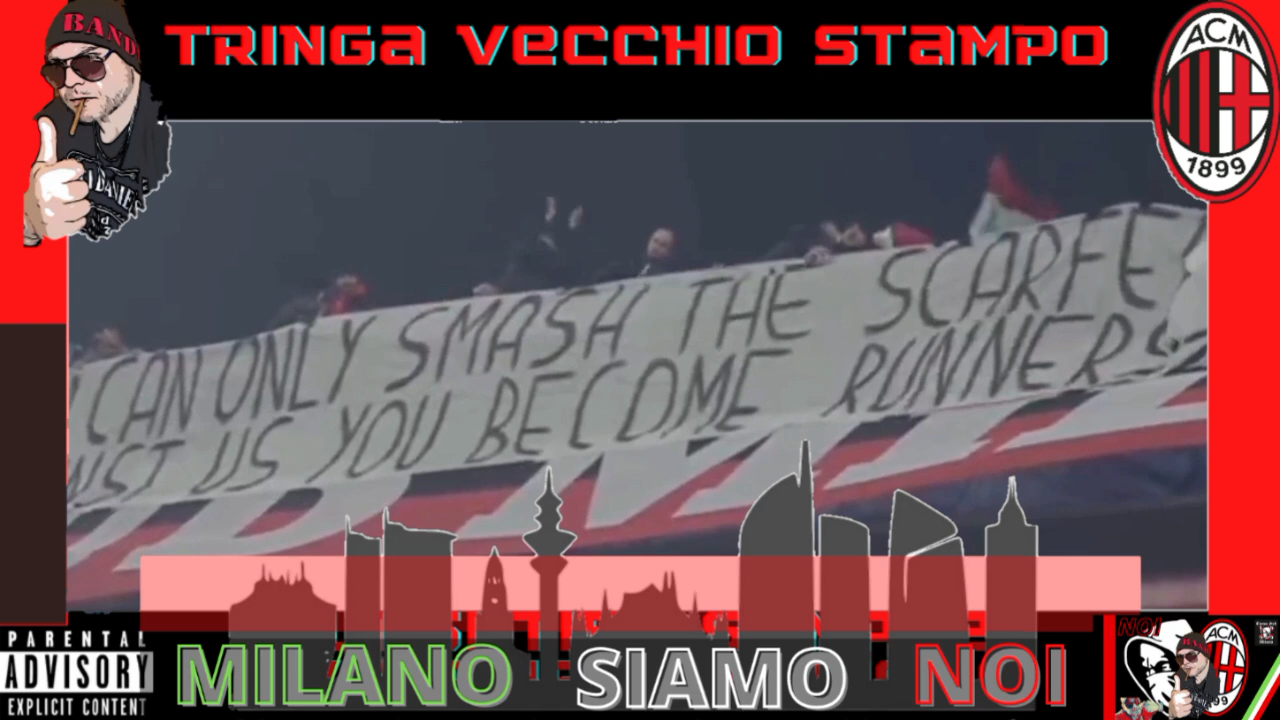 TRINGA VECCHIO STAMPO
BAND
ACM
1899
CAN ONLY SMASH THE SCARFE
US YOU BECOME RUNNERS
PARENTAL
ADVISORY
EXPLICIT CONTENT
MILANO SIAMO NOI
NOI
ACM